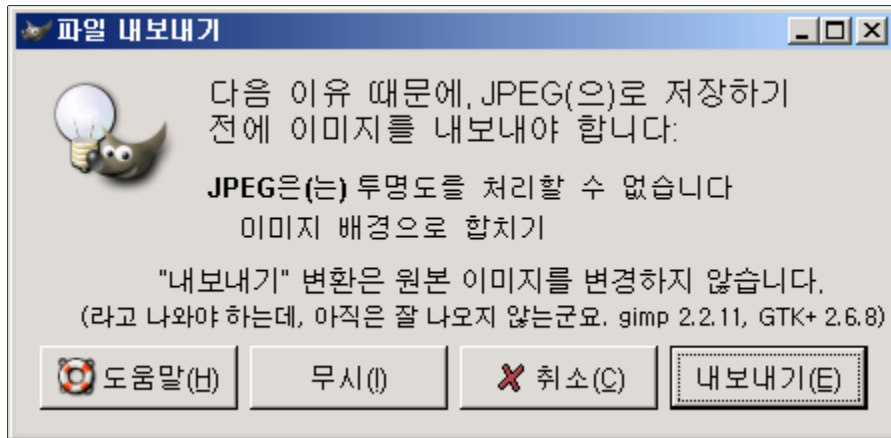 파일 내보내기
다음 이유 때문에, JPEG(으)로 저장하기
전에 이미지를 내보내야 합니다:
JPEG은(는) 투명도를 처리할 수 없습니다
이미지 배경으로 합치기
"내보내기" 변환은 원본 이미지를 변경하지 않습니다.
(라고 나와야 하는데, 아직은 잘 나오지 않는군요. gimp 2.2.11, GTK+ 2.6.8)
도움말(H) 무시(I) 취소(C) 내보내기(E)